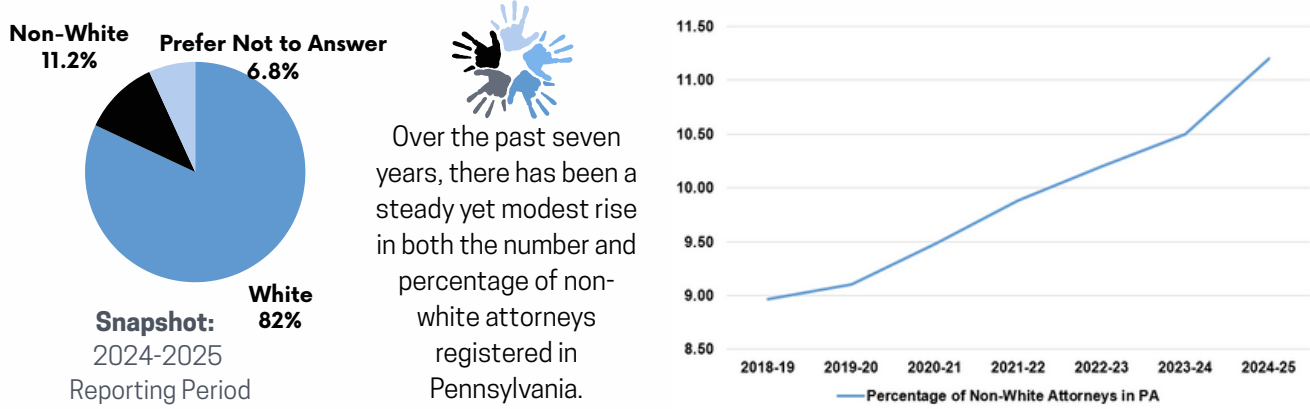 Non-White
11.2%
Prefer Not to Answer
6.8%
White
82%
Snapshot:
2024-2025
Reporting Period
Over the past seven
years, there has been a
steady yet modest rise
in both the number and
percentage of non-
white attorneys
registered in
Pennsylvania.
11.50
11.00
10.50
10.00
9.50
9.00
8.50
2018-19 2019-20 2020-21 2021-22 2022-23 2023-24 2024-25
Percentage of Non-White Attorneys in PA